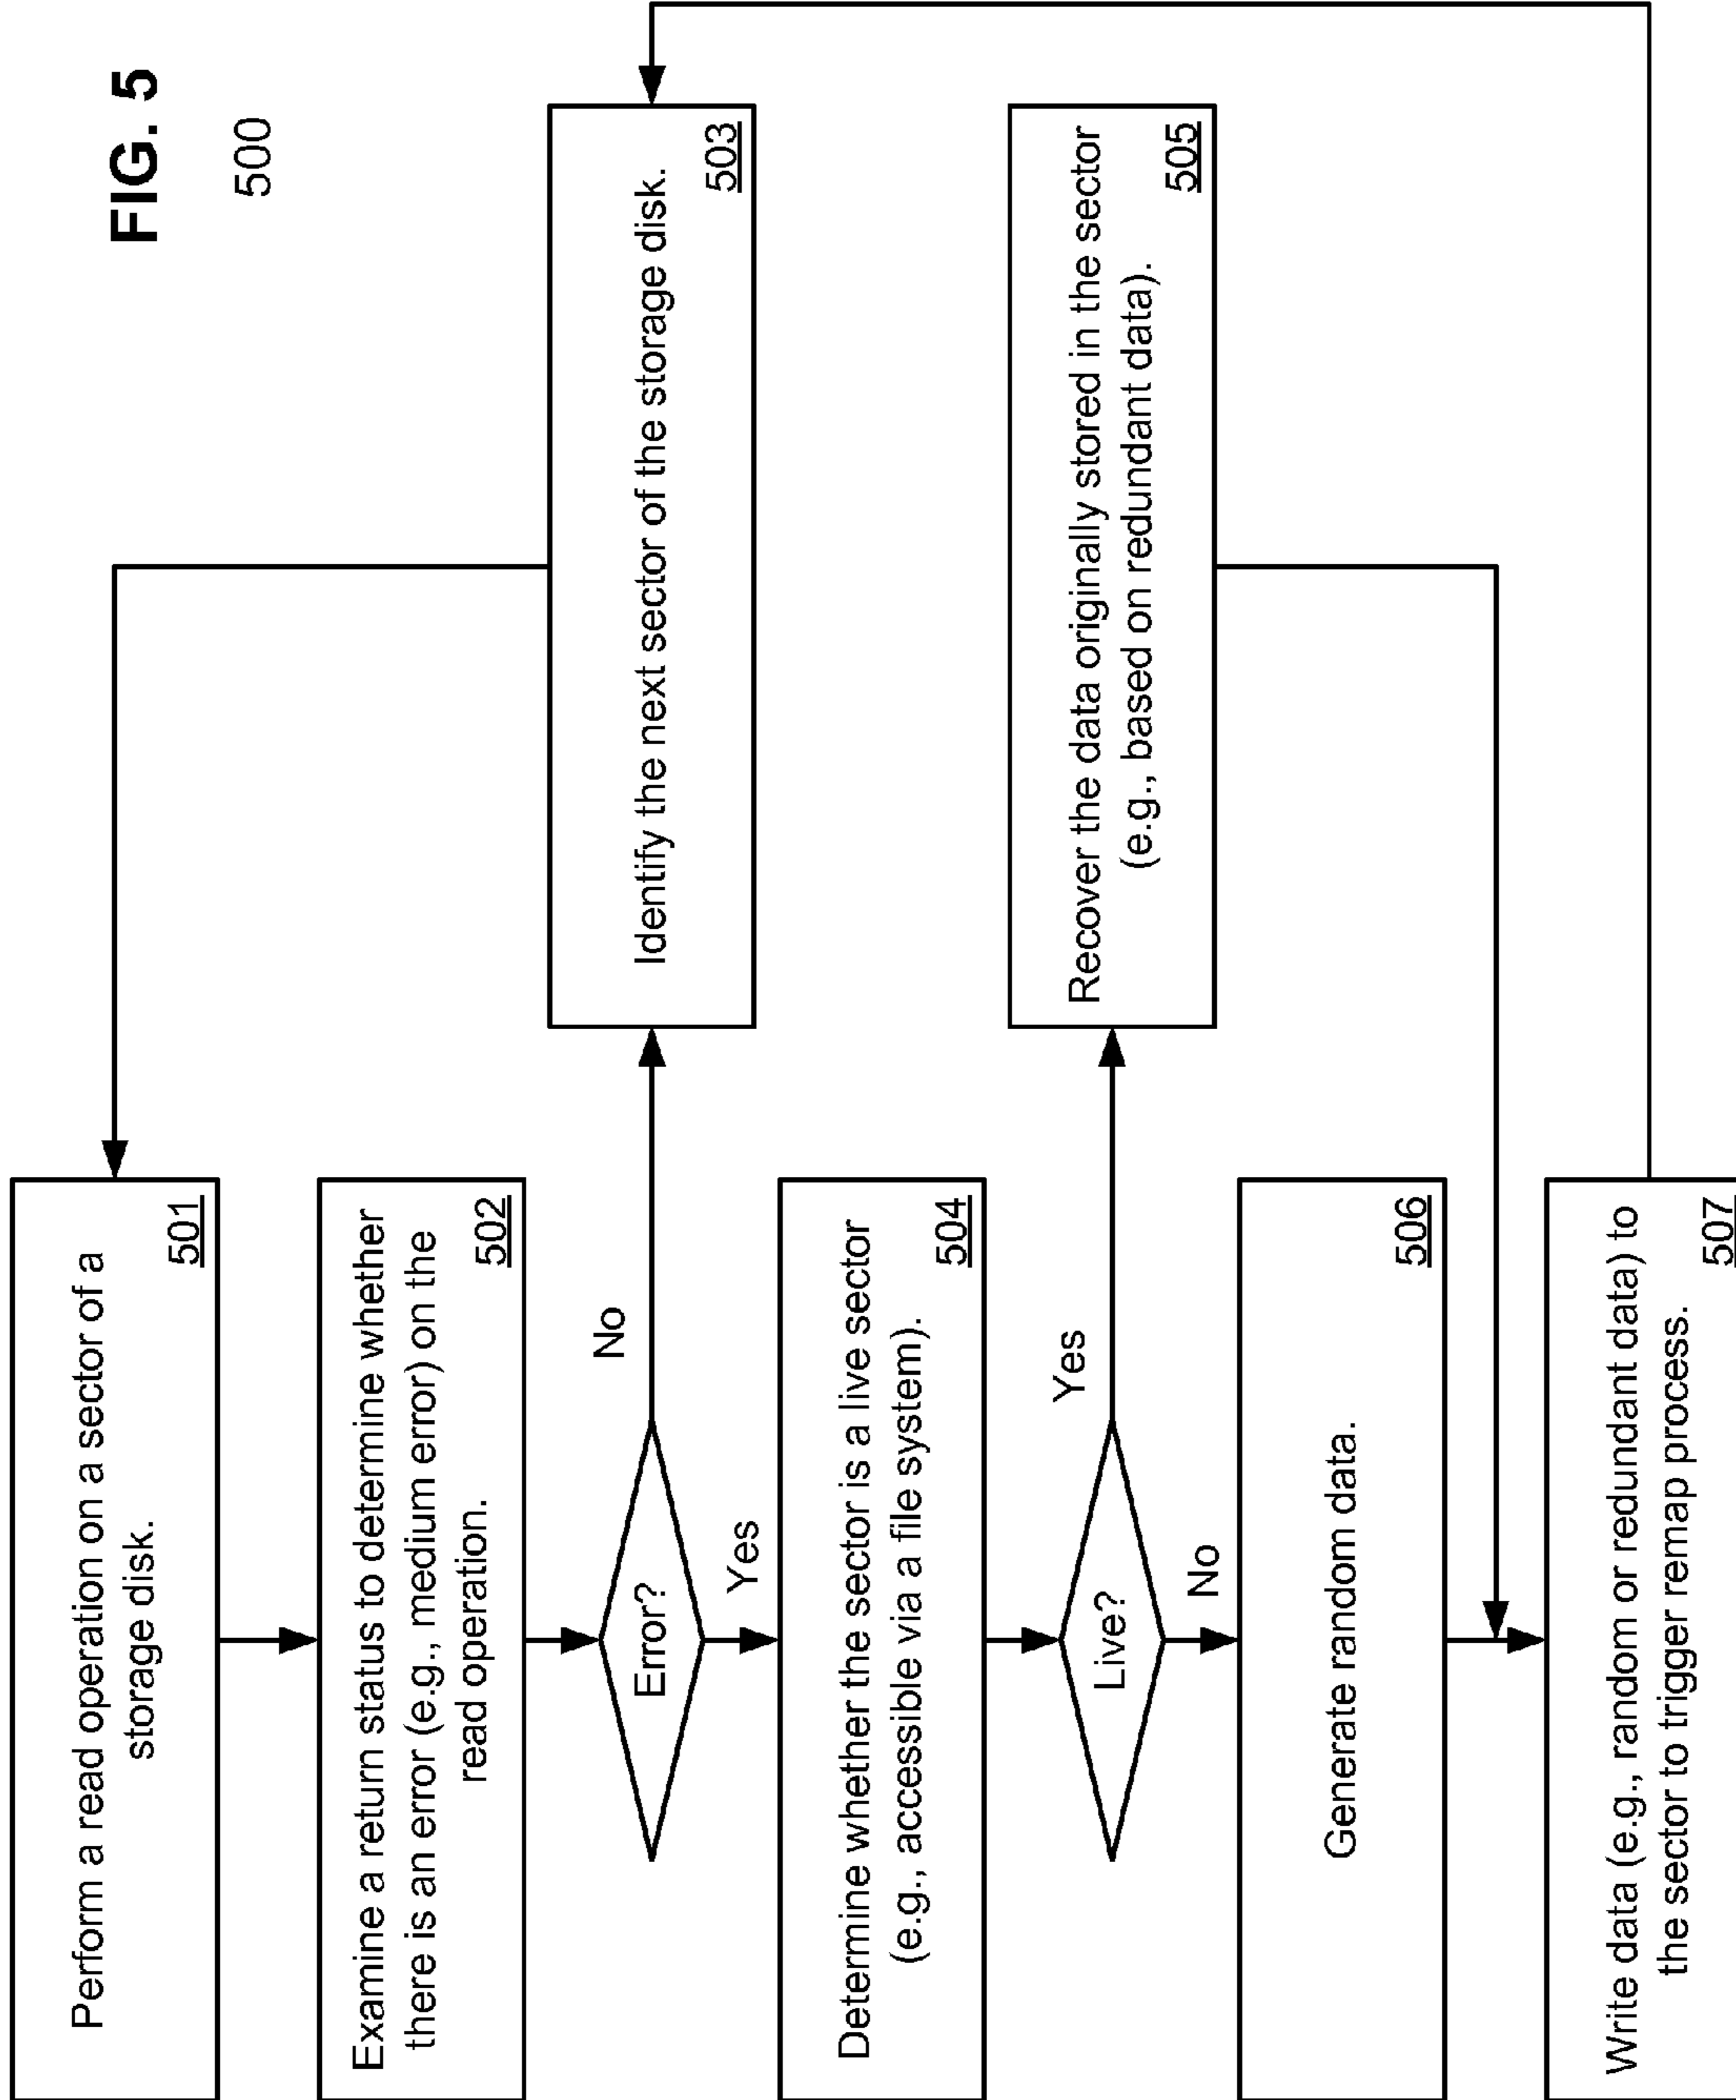 FIG. 5
500
Perform a read operation on a sector of a
storage disk.
501
Examine a return status to determine whether
there is an error (e.g., medium error) on the
read operation.
502
Error?
No
Yes
Identify the next sector of the storage disk.
503
Determine whether the sector is a live sector
(e.g., accessible via a file system).
504
Live?
Yes
No
Recover the data originally stored in the sector
(e.g., based on redundant data).
505
Generate random data.
506
Write data (e.g., random or redundant data) to
the sector to trigger remap process.
507